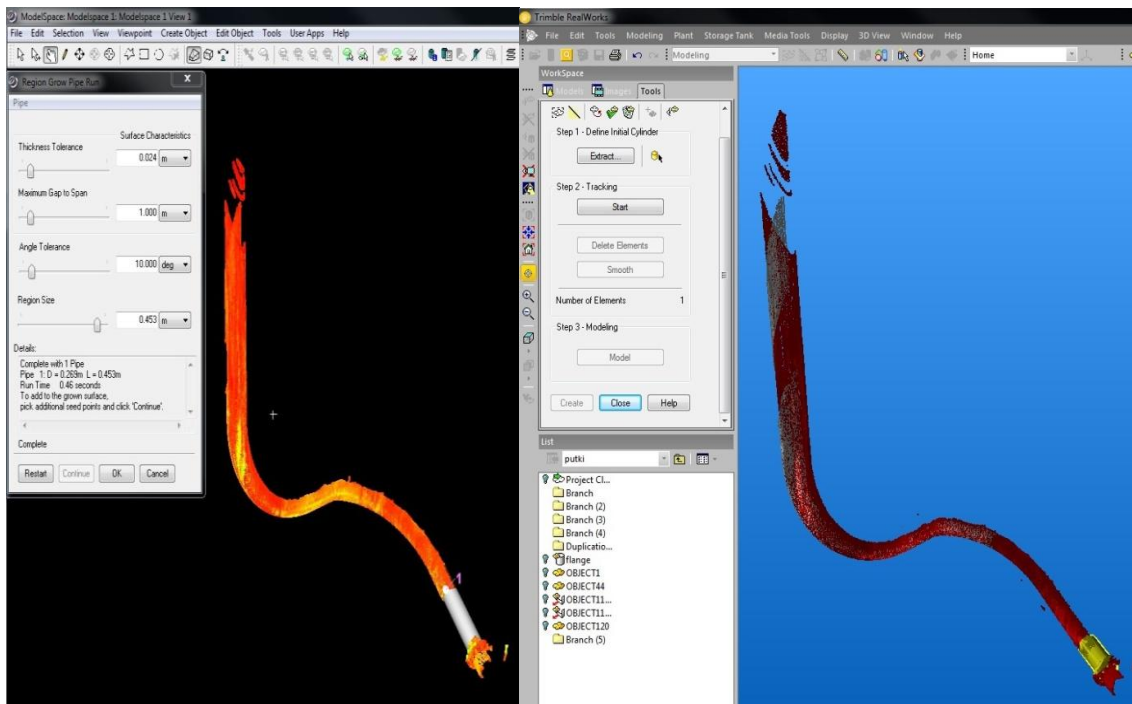 ModelSpace: Modelspace 1: Modelspace 1 View 1
File Edit Selection View Viewpoint Create Object Edit Object Tools User Apps Help
Region Grow Pipe Run X
Pipe
Surface Characteristics
Thickness Tolerance
0.024 m
Maximum Gap to Span
1.000 m
Angle Tolerance
10.000 deg
Region Size
0.453 m
Details:
Complete with 1 Pipe
Pipe 1: D = 0.269m L = 0.453m
Run Time 0.46 seconds
To add to the grown surface,
pick additional seed points and click 'Continue'.
Complete
Restart Continue OK Cancel
1
Trimble RealWorks
File Edit Tools Modeling Plant Storage Tank Media Tools Display 3D View Window Help
Modeling Home
WorkSpace
Models Images Tools
Step 1 - Define Initial Cylinder
Extract...
Step 2 - Tracking
Start
Delete Elements
Smooth
Number of Elements 1
Step 3 - Modeling
Model
Create Close Help
List
putki
Project Cl...
Branch
Branch (2)
Branch (3)
Branch (4)
Duplicatio...
flange
OBJECT1
OBJECT44
OBJECT11...
OBJECT11...
OBJECT120
Branch (5)